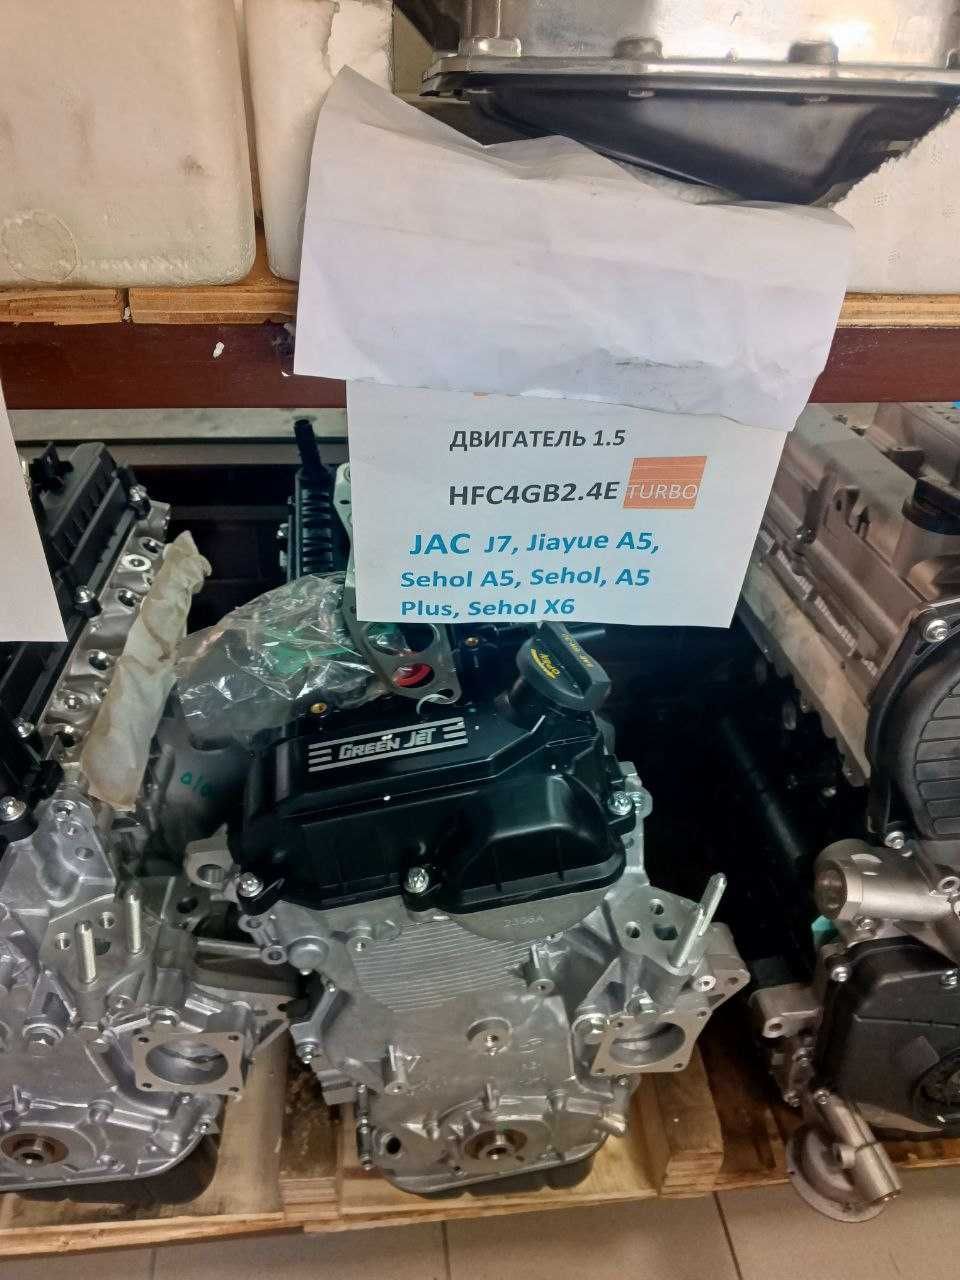 ДВИГАТЕЛЬ 1.5
HFC4GB2.4E TURBO
JAC J7, Jiayue A5,
Sehol A5, Sehol, A5
Plus, Sehol X6
GREEN JET
2306A